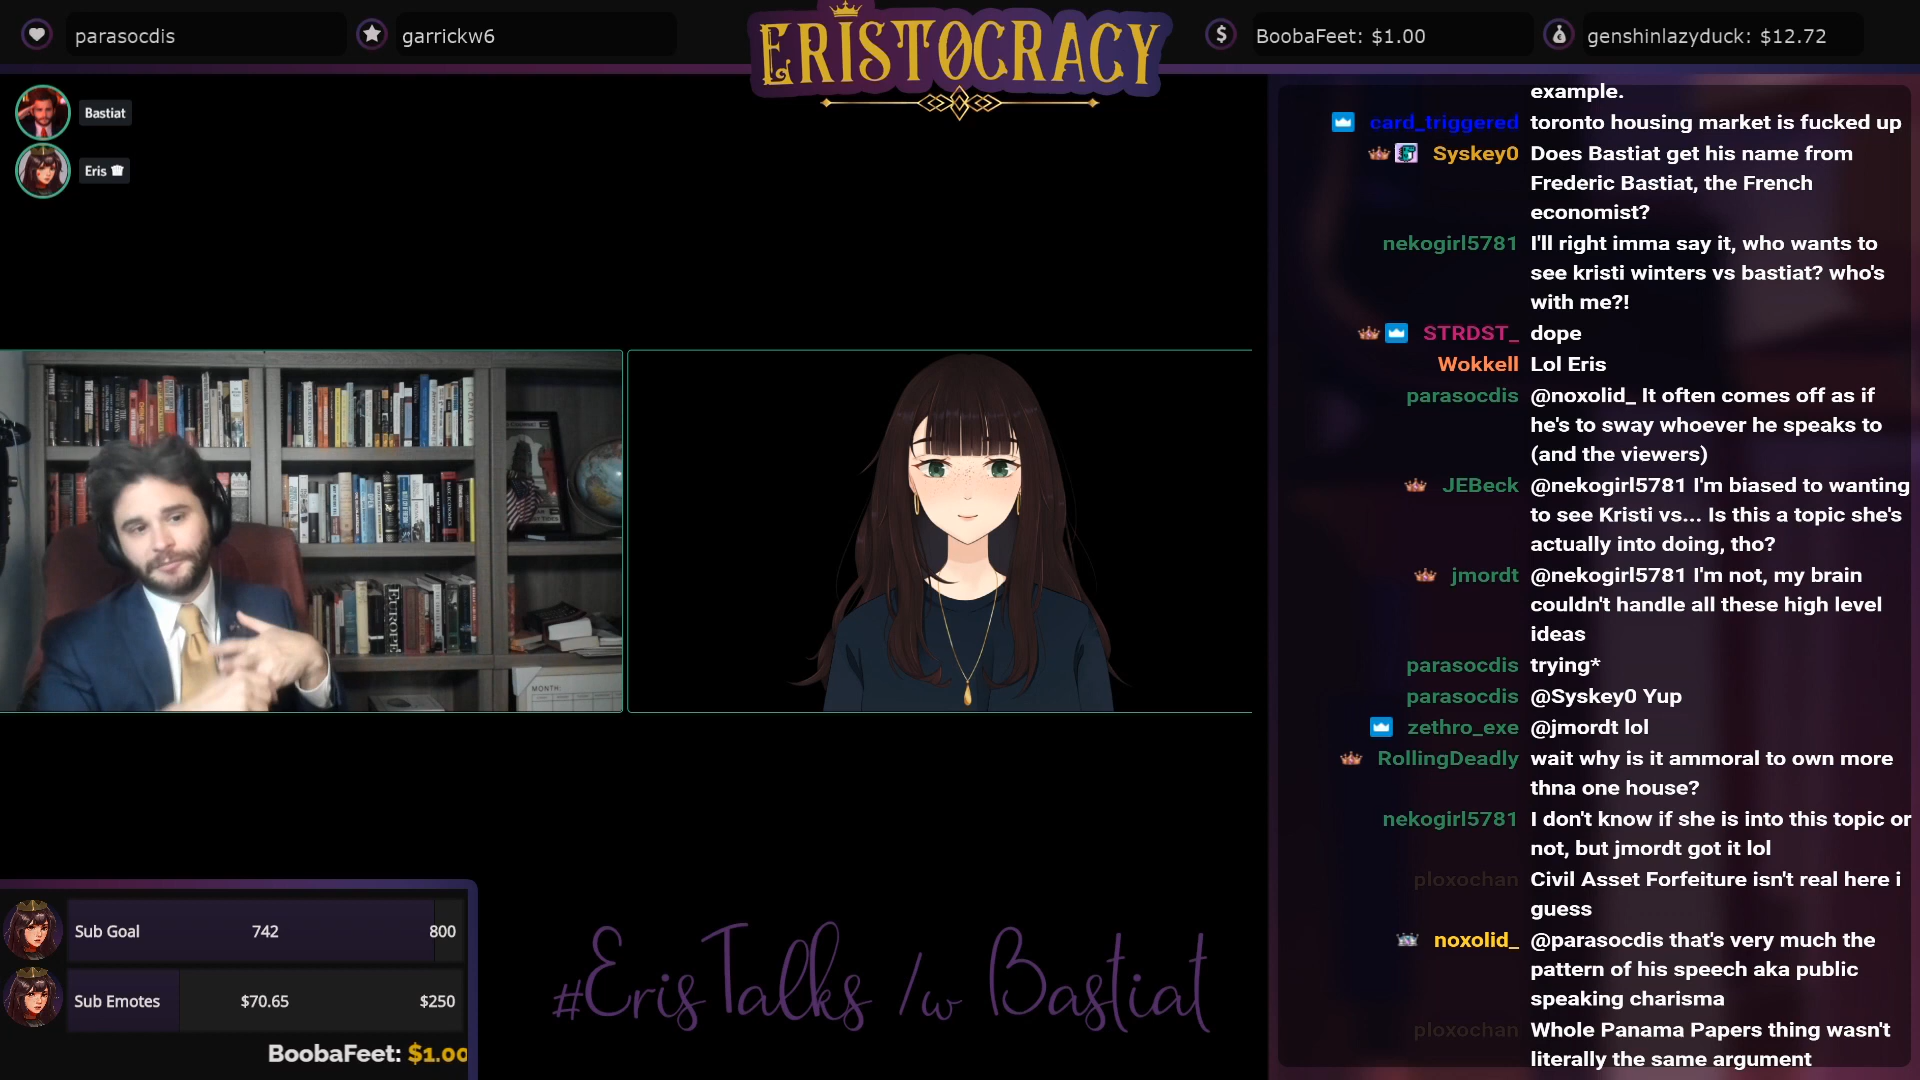 parasocdis
garrickw6
ERISTOCRACY
BoobaFeet: $1.00
genshinlazyduck: $12.72
Bastiat
Eris
EUROPE
MONTH:
example.
card_triggered toronto housing market is fucked up
Syskey0 Does Bastiat get his name from
Frederic Bastiat, the French
economist?
nekogirl5781 I'll right imma say it, who wants to
see kristi winters vs bastiat? who's
with me?!
STRDST_ dope
Wokkell Lol Eris
parasocdis @noxolid_ It often comes off as if
he's to sway whoever he speaks to
(and the viewers)
JEBeck @nekogirl5781 I'm biased to wanting
to see Kristi vs... Is this a topic she's
actually into doing, tho?
jmordt @nekogirl5781 I'm not, my brain
couldn't handle all these high level
ideas
parasocdis trying*
parasocdis @Syskey0 Yup
zethro_exe @jmordt lol
RollingDeadly wait why is it ammoral to own more
thna one house?
nekogirl5781 I don't know if she is into this topic or
not, but jmordt got it lol
ploxochan Civil Asset Forfeiture isn't real here i
guess
noxolid_ @parasocdis that's very much the
pattern of his speech aka public
speaking charisma
ploxochan Whole Panama Papers thing wasn't
literally the same argument
Sub Goal 742 800
Sub Emotes $70.65 $250
BoobaFeet: $1.00
#ErisTalks /w Bastiat